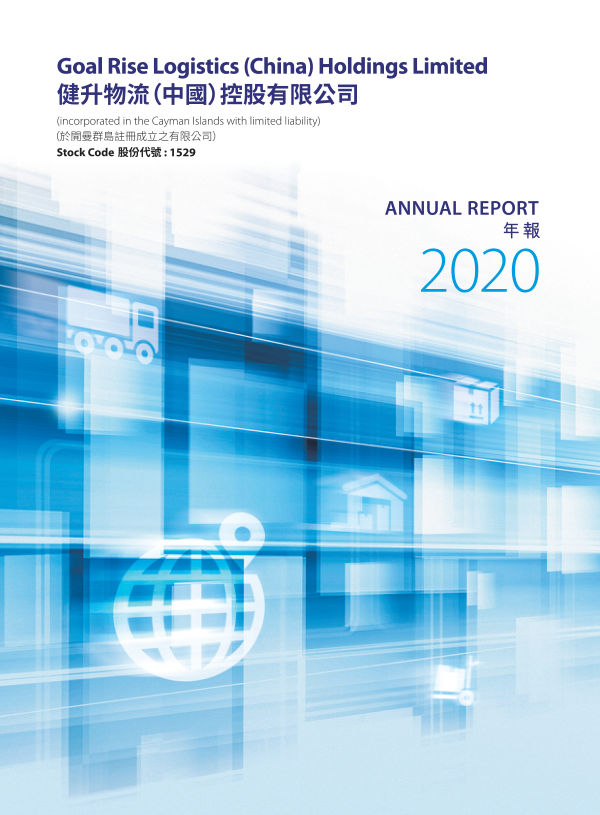 Goal Rise Logistics (China) Holdings Limited
健升物流（中國）控股有限公司
(incorporated in the Cayman Islands with limited liability)
（於開曼群島註冊成立之有限公司）
Stock Code 股份代號 : 1529
ANNUAL REPORT
年報
2020